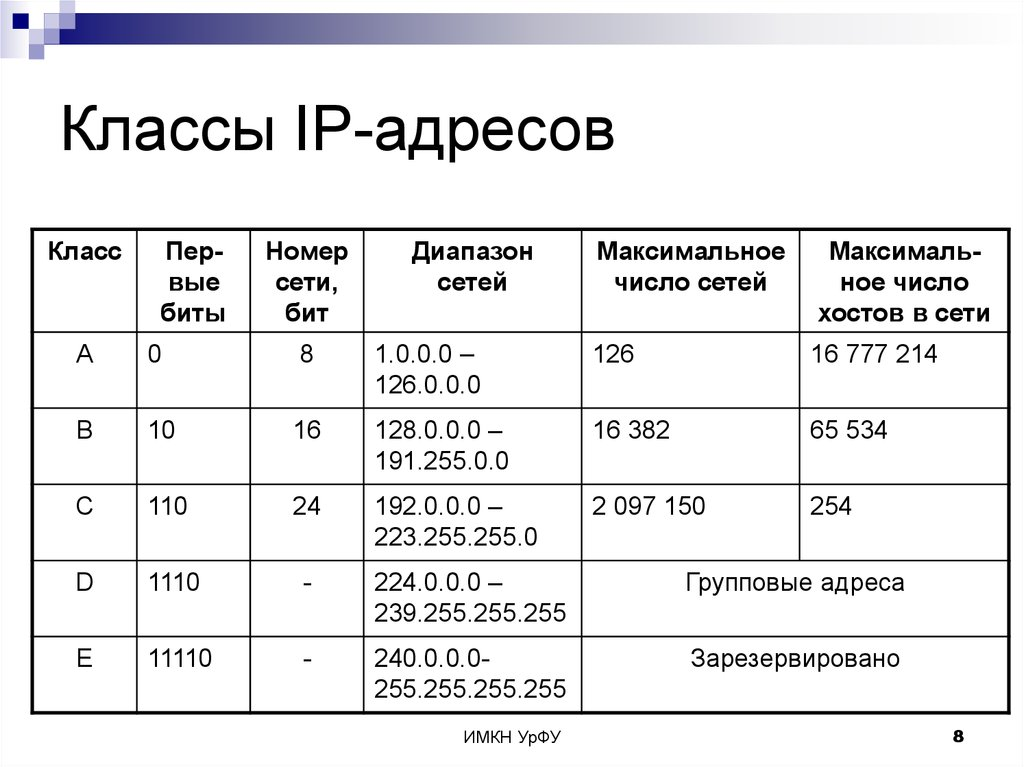 Классы IP-адресов
Класс
Пер-
вые
биты
Номер
сети,
бит
Диапазон
сетей
Максимальное
число сетей
Максималь-
ное число
хостов в сети
A
0
8
1.0.0.0 –
126.0.0.0
126
16 777 214
B
10
16
128.0.0.0 –
191.255.0.0
16 382
65 534
C
110
24
192.0.0.0 –
223.255.255.0
2 097 150
254
D
1110
-
224.0.0.0 –
239.255.255.255
Групповые адреса
E
11110
-
240.0.0.0-
255.255.255.255
Зарезервировано
ИМКН УрФУ
8